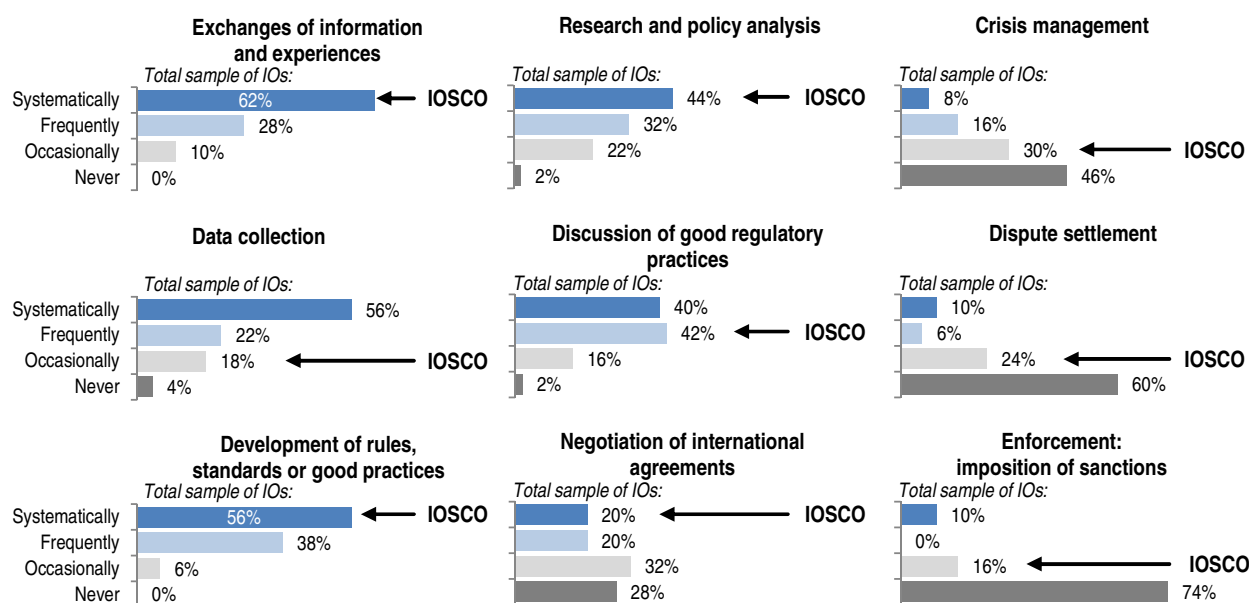 Exchanges of information
and experiences
Total sample of IOs:
Systematically 62% IOSCO
Frequently 28%
Occasionally 10%
Never 0%
Research and policy analysis
Total sample of IOs:
44% IOSCO
32%
22%
2%
Crisis management
Total sample of IOs:
8%
16%
30% IOSCO
46%
Data collection
Total sample of IOs:
Systematically 56%
Frequently 22%
Occasionally 18% IOSCO
Never 4%
Discussion of good regulatory
practices
Total sample of IOs:
40%
42% IOSCO
16%
2%
Dispute settlement
Total sample of IOs:
10%
6%
24% IOSCO
60%
Development of rules,
standards or good practices
Total sample of IOs:
Systematically 56% IOSCO
Frequently 38%
Occasionally 6%
Never 0%
Negotiation of international
agreements
Total sample of IOs:
20% IOSCO
20%
32%
28%
Enforcement:
imposition of sanctions
Total sample of IOs:
10%
0%
16% IOSCO
74%